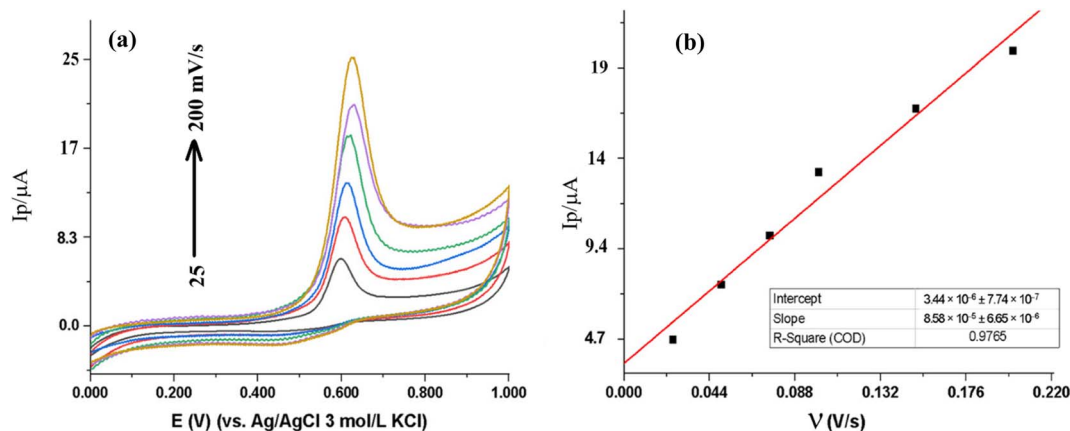 (a)
25
17
8.3
0.0
Ip/µA
25
200 mV/s
0.000 0.200 0.400 0.600 0.800 1.000
E (V) (vs. Ag/AgCl 3 mol/L KCl)
(b)
19
14
9.4
4.7
Ip/µA
Intercept 3.44 × 10⁻⁶ ± 7.74 × 10⁻⁷
Slope 8.58 × 10⁻⁵ ± 6.65 × 10⁻⁶
R-Square (COD) 0.9765
0.000 0.044 0.088 0.132 0.176 0.220
ν (V/s)